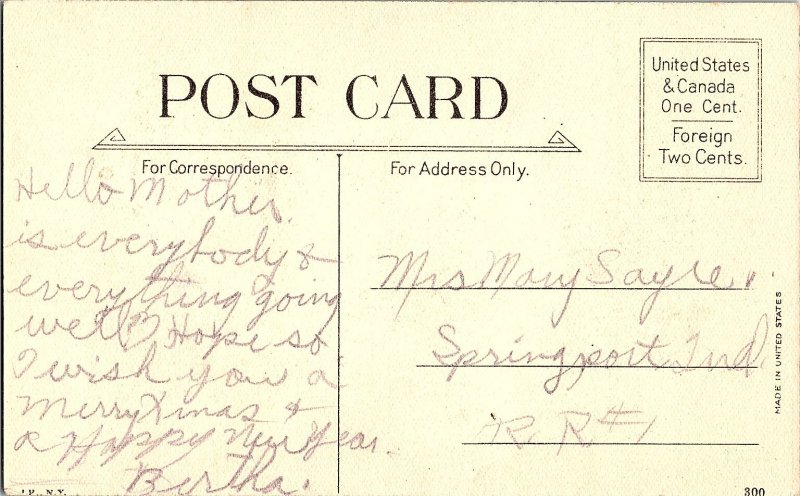 POST CARD
United States
& Canada
One Cent.
Foreign
Two Cents.
For Correspondence.
For Address Only.
Hello Mother.
is everybody &
everything going
well? Hope so
I wish you a
Merry Xmas &
a Happy New Year.
Bertha.
Mrs Mary Sayre.
Springport Ind.
R. R #1
MADE IN UNITED STATES
I P., N.Y.
300